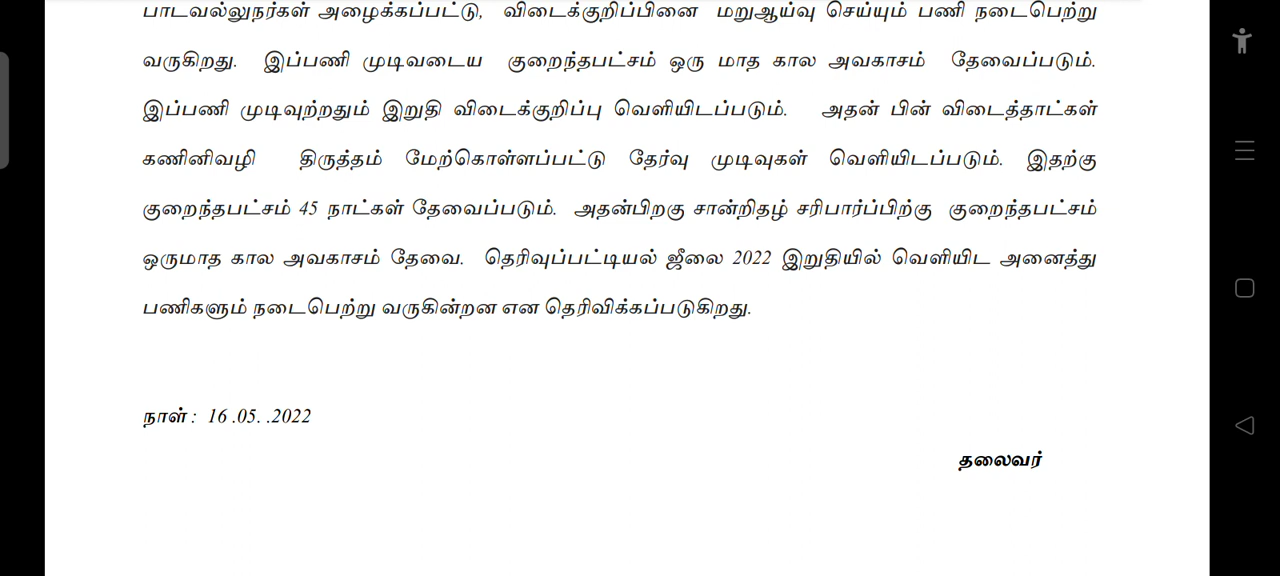 பாடவல்லுநர்கள் அழைக்கப்பட்டு, விடைக்குறிப்பினை மறுஆய்வு செய்யும் பணி நடைபெற்று
வருகிறது. இப்பணி முடிவடைய குறைந்தபட்சம் ஒரு மாத கால அவகாசம் தேவைப்படும்.
இப்பணி முடிவுற்றதும் இறுதி விடைக்குறிப்பு வெளியிடப்படும். அதன் பின் விடைத்தாட்கள்
கணினிவழி திருத்தம் மேற்கொள்ளப்பட்டு தேர்வு முடிவுகள் வெளியிடப்படும். இதற்கு
குறைந்தபட்சம் 45 நாட்கள் தேவைப்படும். அதன்பிறகு சான்றிதழ் சரிபார்ப்பிற்கு குறைந்தபட்சம்
ஒருமாத கால அவகாசம் தேவை. தெரிவுப்பட்டியல் ஜீலை 2022 இறுதியில் வெளியிட அனைத்து
பணிகளும் நடைபெற்று வருகின்றன என தெரிவிக்கப்படுகிறது.
நாள் : 16 .05. .2022
தலைவர்